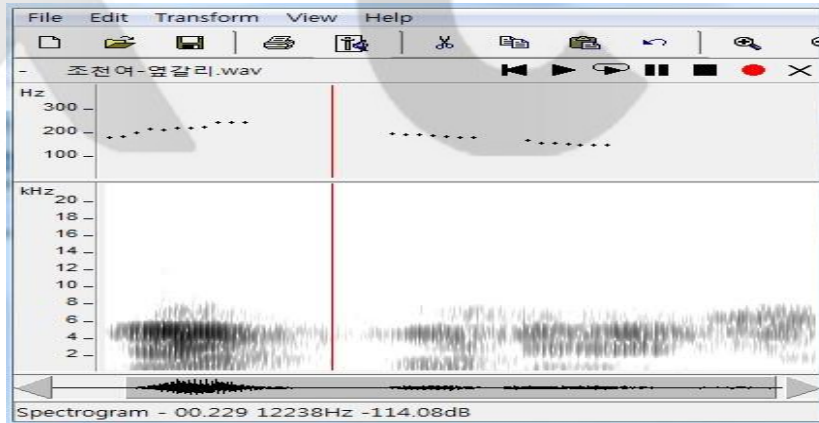 File Edit Transform View Help
- 조천여-옆갈리.wav
Hz
300
200
100
kHz
20
18
16
14
12
10
8
6
4
2
Spectrogram - 00.229 12238Hz -114.08dB